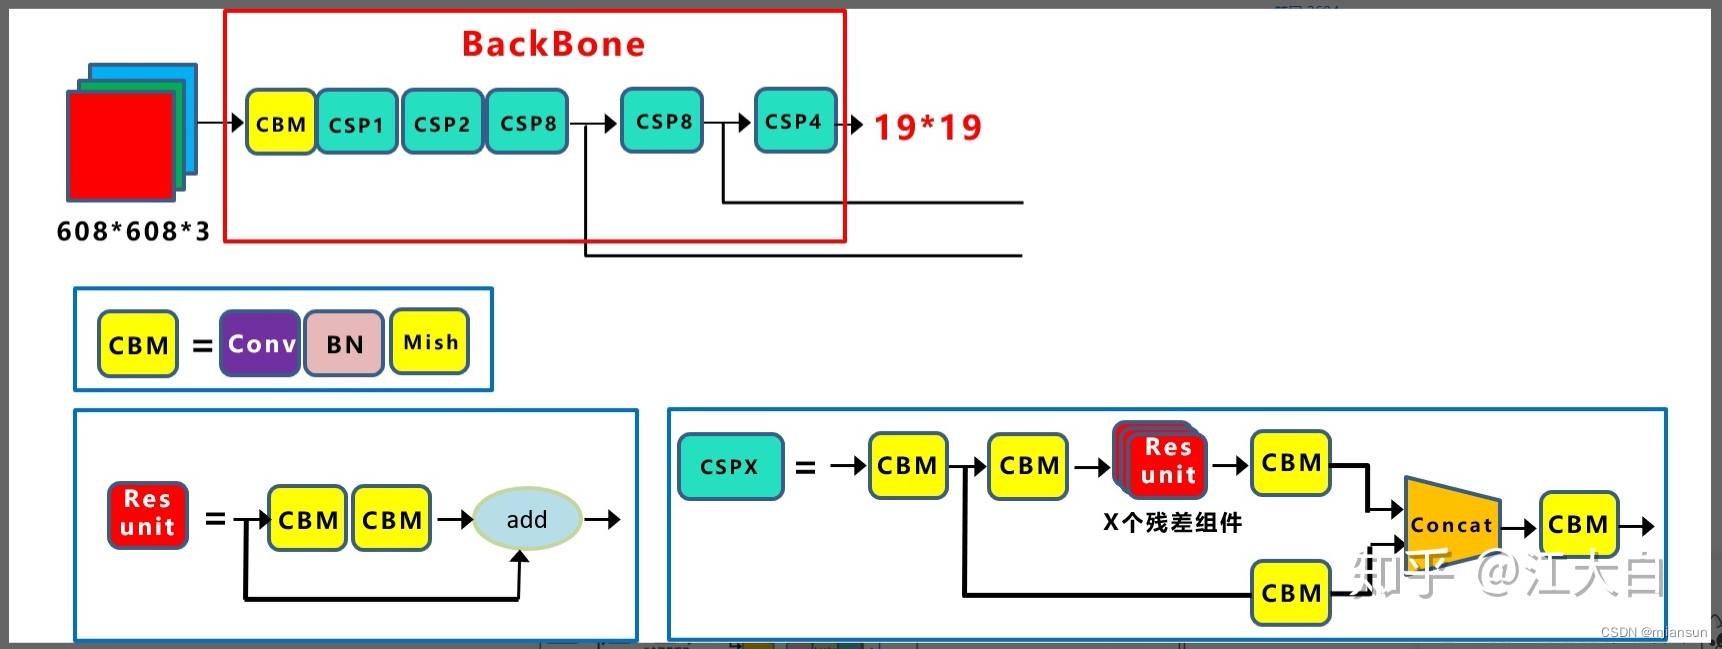 BackBone
CBM
CSP1
CSP2
CSP8
CSP8
CSP4
19*19
608*608*3
CBM
=
Conv
BN
Mish
Res
unit
=
CBM
CBM
add
CSPX
=
CBM
CBM
Res
unit
CBM
X个残差组件
Concat
CBM
CBM
知乎 @江大白
CSDN @mjiansun